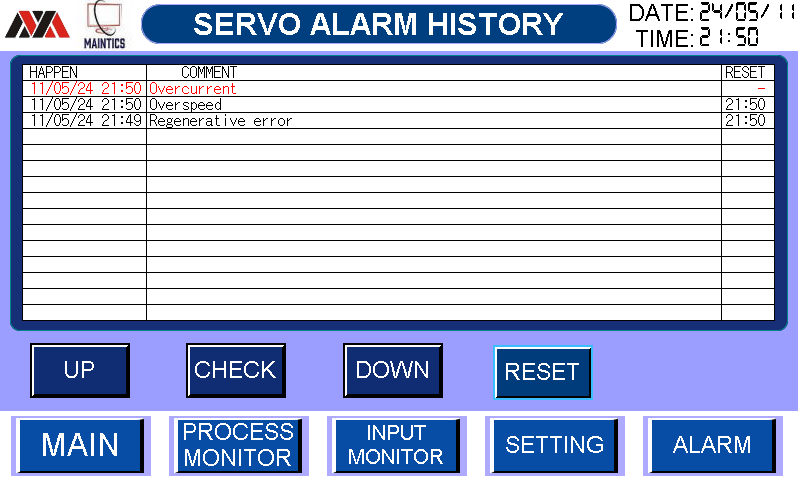 AVA
MAINTICS
SERVO ALARM HISTORY
DATE: 24/05/ 11
TIME: 21:50
HAPPEN COMMENT RESET
11/05/24 21:50 Overcurrent -
11/05/24 21:50 Overspeed 21:50
11/05/24 21:49 Regenerative error 21:50
UP CHECK DOWN RESET
MAIN
PROCESS
MONITOR
INPUT
MONITOR
SETTING
ALARM